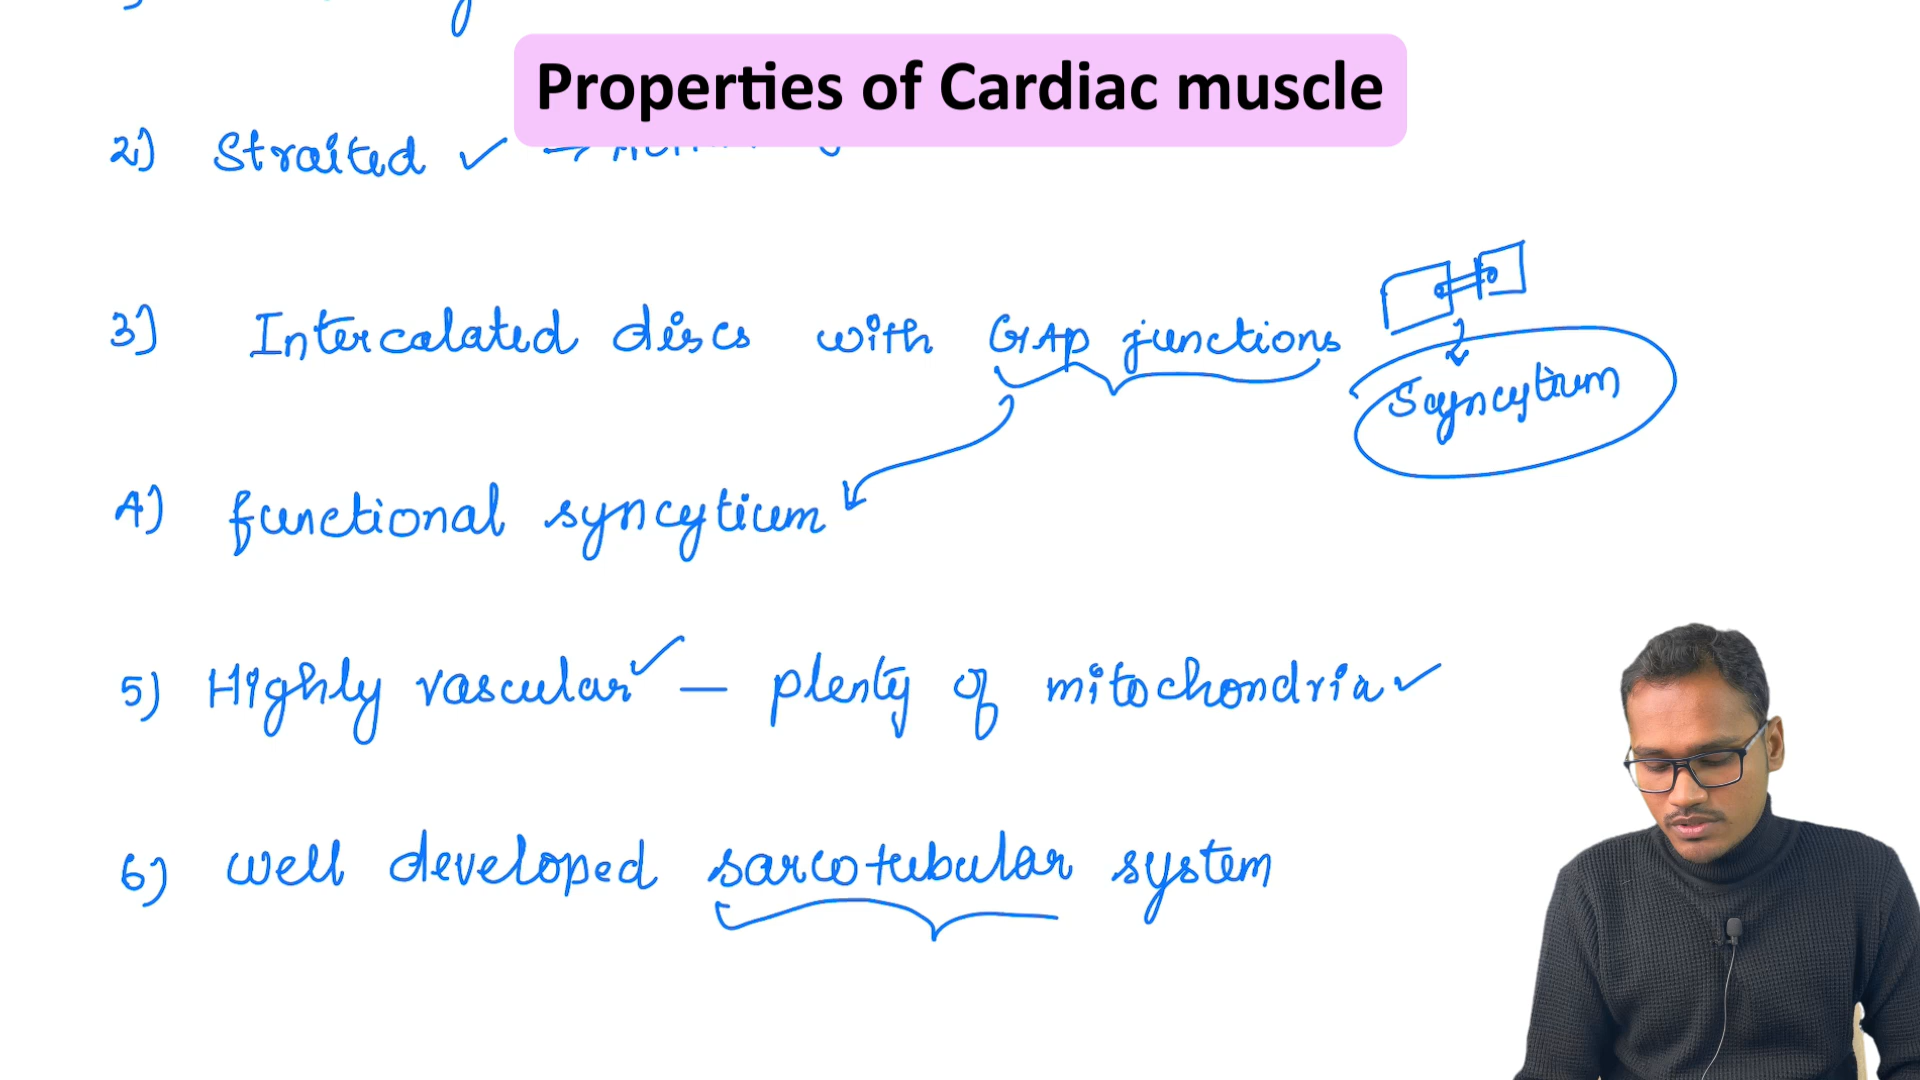 Properties of Cardiac muscle
2) Straited ✓ →
3) Intercalated discs with GAp junctions
Syncytium
4) functional syncytium
5) Highly vascular ✓ — plenty of mitochondria ✓
6) well developed sarcotubular system